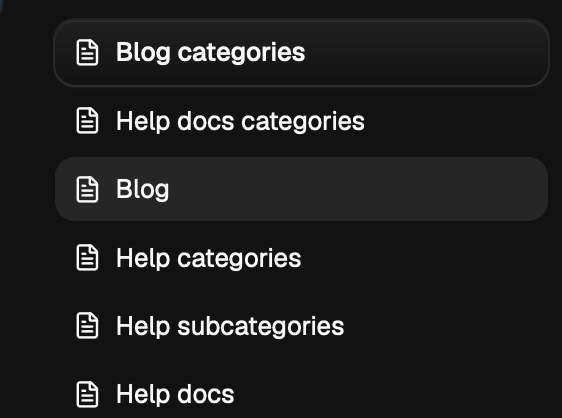 Blog categories
Help docs categories
Blog
Help categories
Help subcategories
Help docs